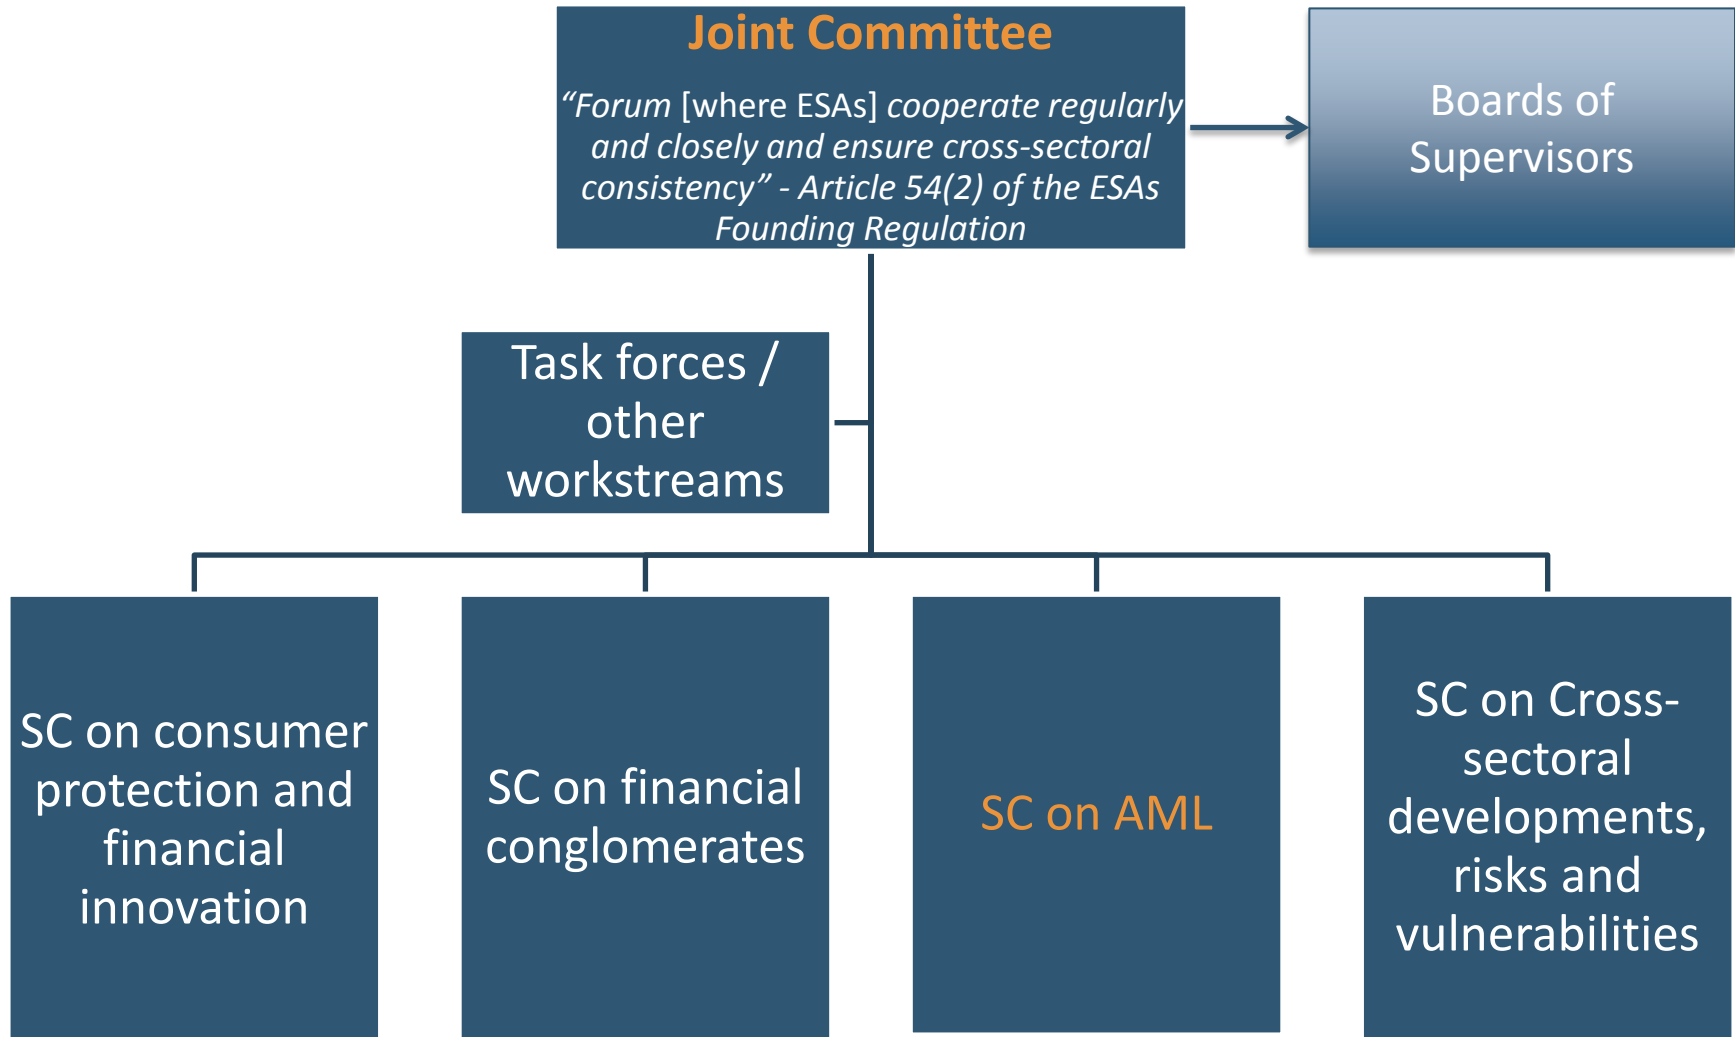 Joint Committee
“Forum [where ESAs] cooperate regularly
and closely and ensure cross-sectoral
consistency” - Article 54(2) of the ESAs
Founding Regulation
Boards of
Supervisors
Task forces /
other
workstreams
SC on consumer
protection and
financial
innovation
SC on financial
conglomerates
SC on AML
SC on Cross-
sectoral
developments,
risks and
vulnerabilities